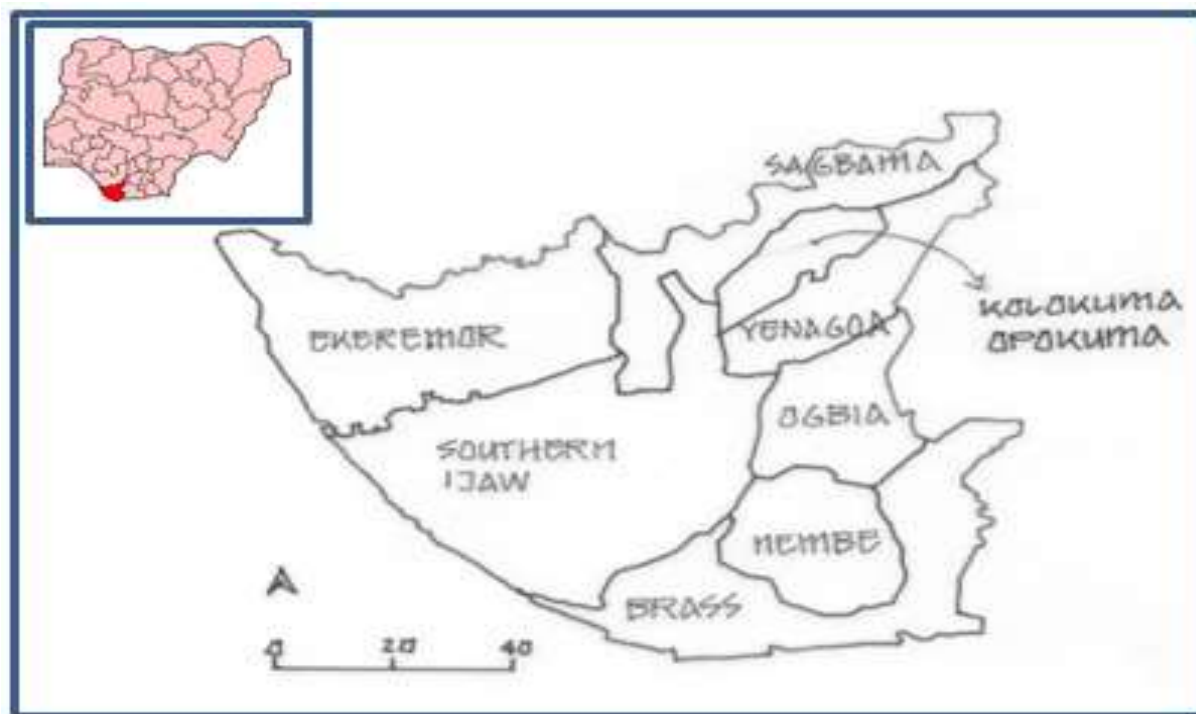 SAGBAMA
KOLOKUMA
OPOKUMA
YENAGOA
EKEREMOR
OGBIA
SOUTHERN
IJAW
NEMBE
BRASS
0 20 40